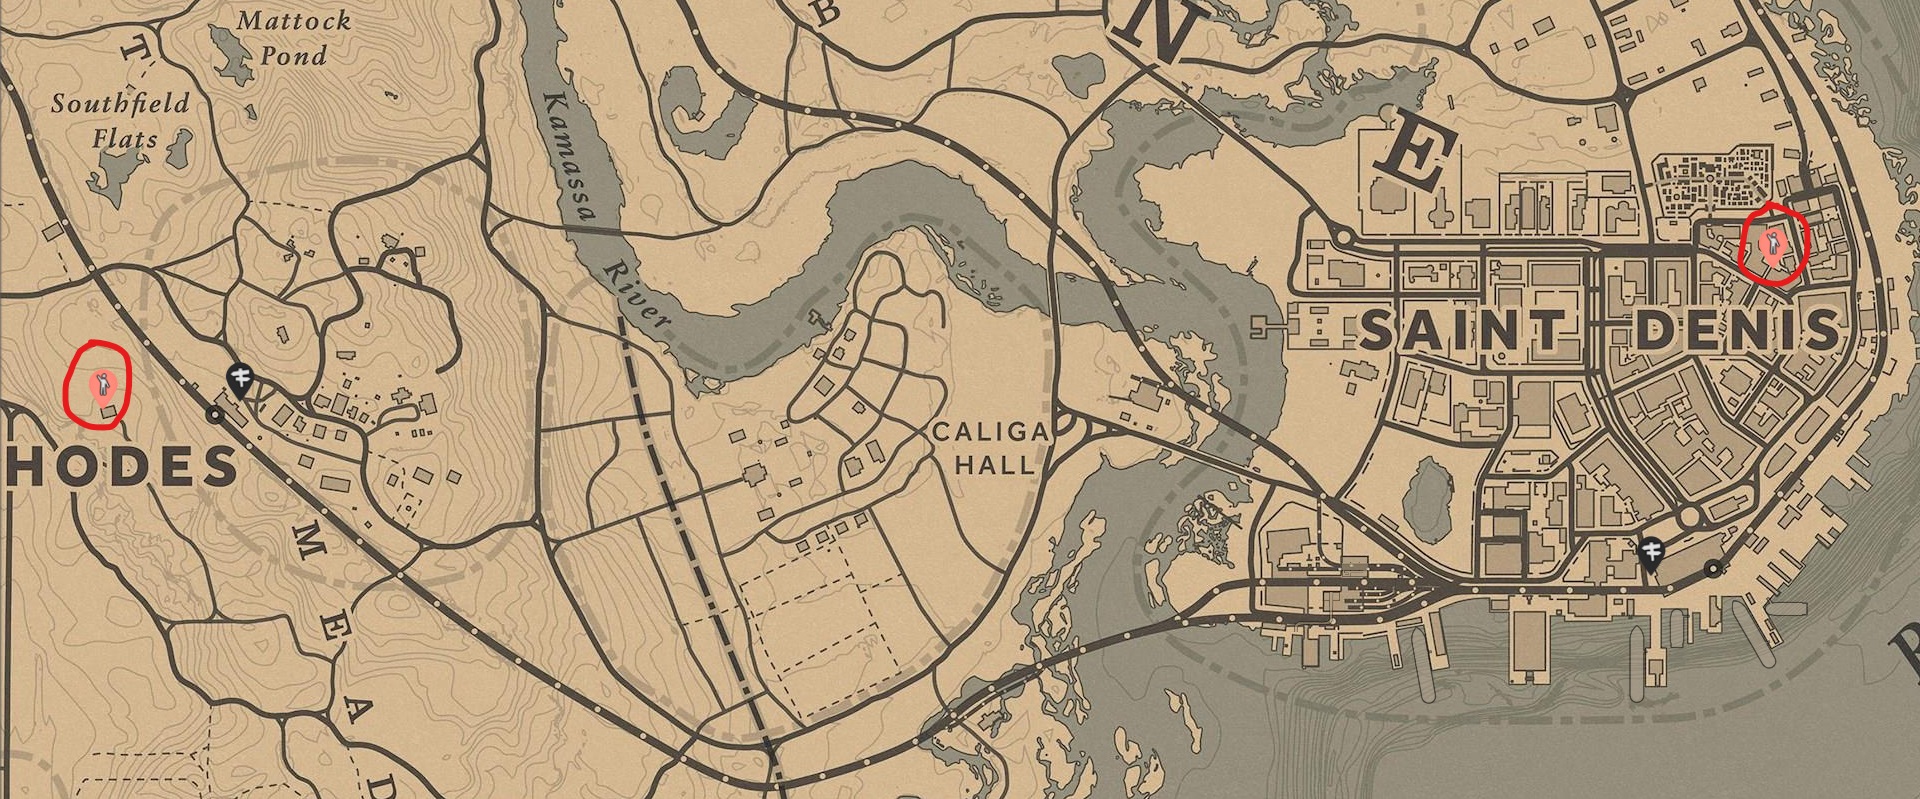 Mattock
Pond
Southfield
Flats
T
B
N
E
Kamassa
River
CALIGA
HALL
SAINT DENIS
HODES
M
E
A
D